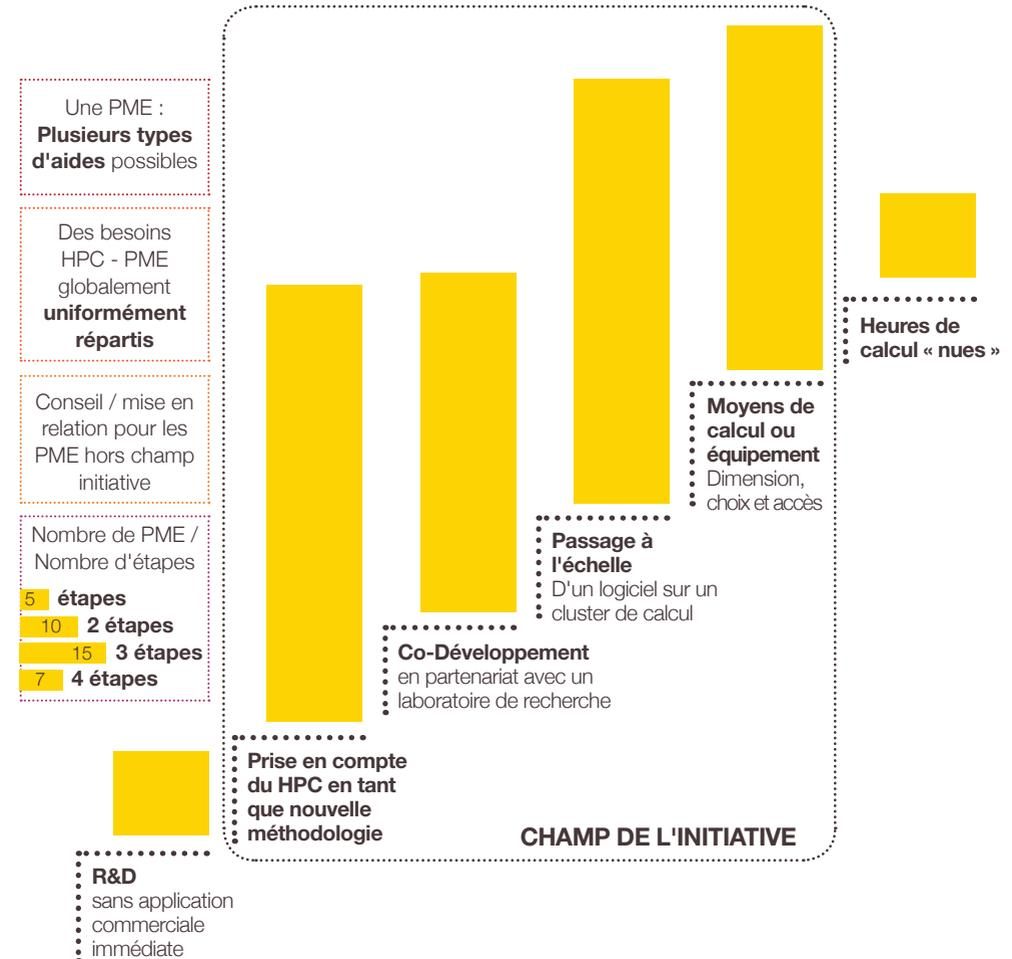 Une PME :
Plusieurs types
d'aides possibles
Des besoins
HPC - PME
globalement
uniformément
répartis
Conseil / mise en
relation pour les
PME hors champ
initiative
Nombre de PME /
Nombre d'étapes
5 étapes
10 2 étapes
15 3 étapes
7 4 étapes
R&D
sans application
commerciale
immédiate
Prise en compte
du HPC en tant
que nouvelle
méthodologie
Co-Développement
en partenariat avec un
laboratoire de recherche
Passage à
l'échelle
D'un logiciel sur un
cluster de calcul
Moyens de
calcul ou
équipement
Dimension,
choix et accès
Heures de
calcul « nues »
CHAMP DE L'INITIATIVE